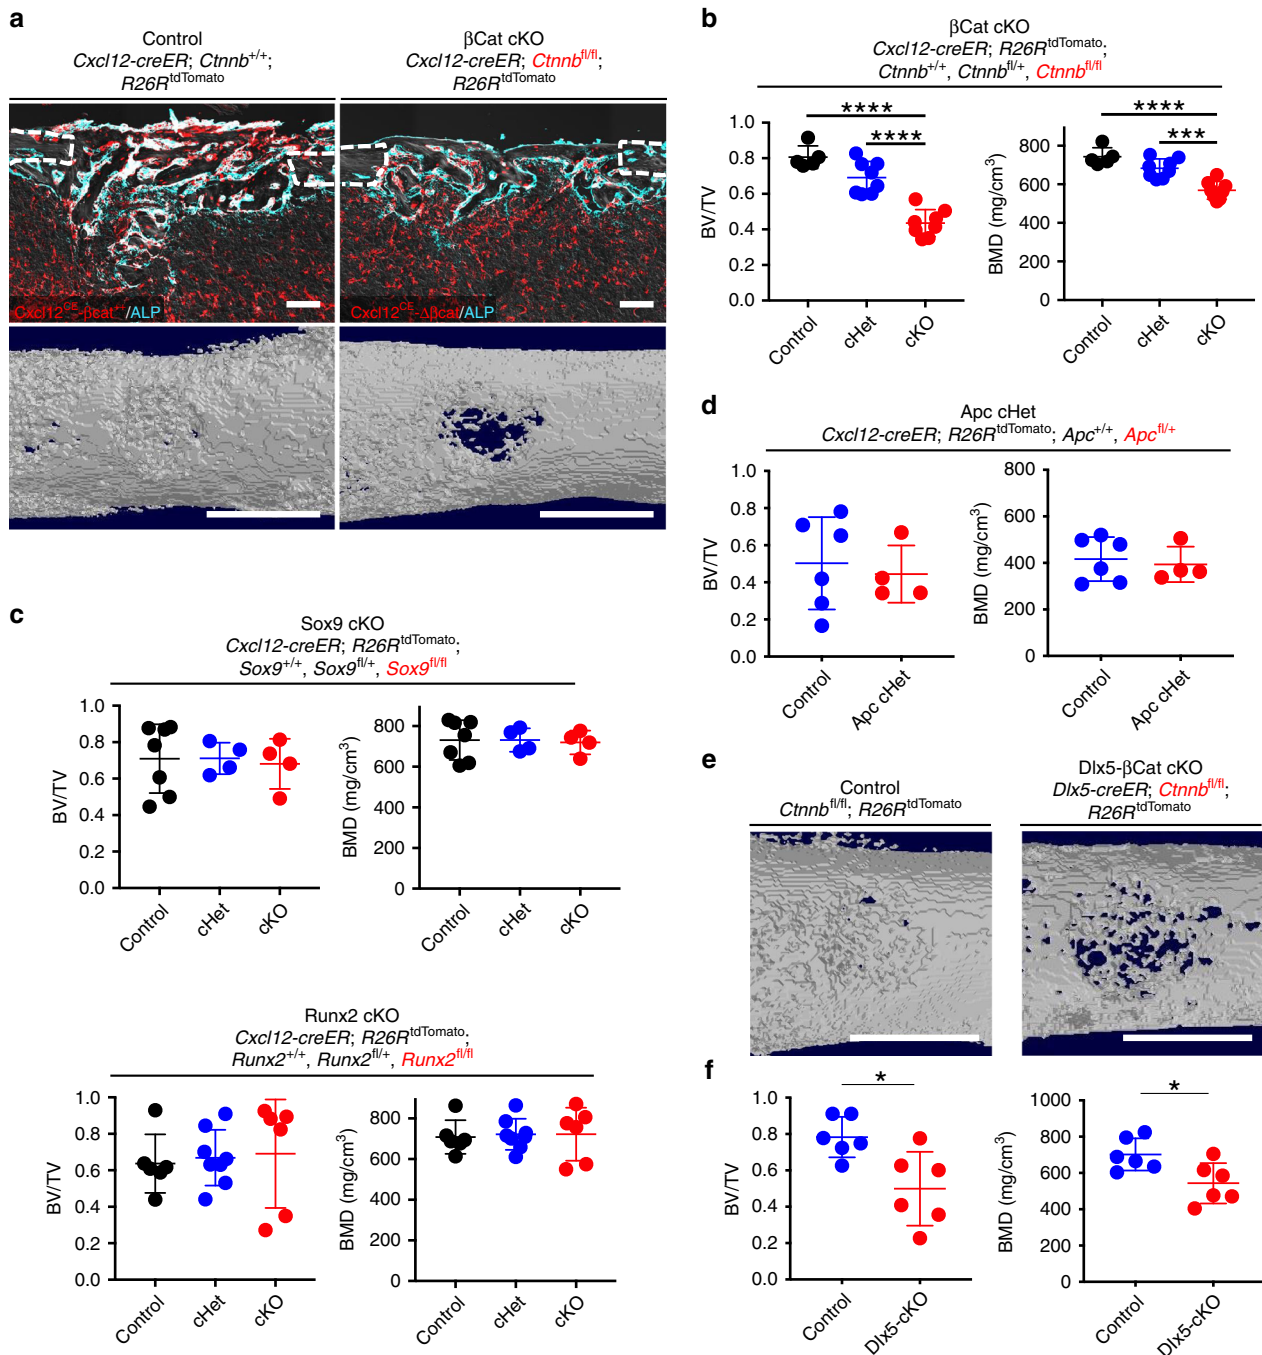 a
Control
Cxcl12-creER; Ctnnb+/+;
R26RtdTomato
βCat cKO
Cxcl12-creER; Ctnnbfl/fl;
R26RtdTomato
Cxcl12CE-βcat+/+/ALP
Cxcl12CE-Δβcat/ALP
b
βCat cKO
Cxcl12-creER; R26RtdTomato;
Ctnnb+/+, Ctnnbfl/+, Ctnnbfl/fl
****
****
BV/TV
1.0
0.8
0.6
0.4
0.2
0.0
Control
cHet
cKO
****
***
BMD (mg/cm3)
800
600
400
200
0
Control
cHet
cKO
c
Sox9 cKO
Cxcl12-creER; R26RtdTomato;
Sox9+/+, Sox9fl/+, Sox9fl/fl
BV/TV
1.0
0.8
0.6
0.4
0.2
0.0
Control
cHet
cKO
BMD (mg/cm3)
800
600
400
200
0
Control
cHet
cKO
Runx2 cKO
Cxcl12-creER; R26RtdTomato;
Runx2+/+, Runx2fl/+, Runx2fl/fl
BV/TV
1.0
0.8
0.6
0.4
0.2
0.0
Control
cHet
cKO
BMD (mg/cm3)
800
600
400
200
0
Control
cHet
cKO
d
Apc cHet
Cxcl12-creER; R26RtdTomato; Apc+/+, Apcfl/+
BV/TV
1.0
0.8
0.6
0.4
0.2
0.0
Control
Apc cHet
BMD (mg/cm3)
800
600
400
200
0
Control
Apc cHet
e
Control
Ctnnbfl/fl; R26RtdTomato
Dlx5-βCat cKO
Dlx5-creER; Ctnnbfl/fl;
R26RtdTomato
f
*
BV/TV
1.0
0.8
0.6
0.4
0.2
0.0
Control
Dlx5-cKO
*
BMD (mg/cm3)
1000
800
600
400
200
0
Control
Dlx5-cKO